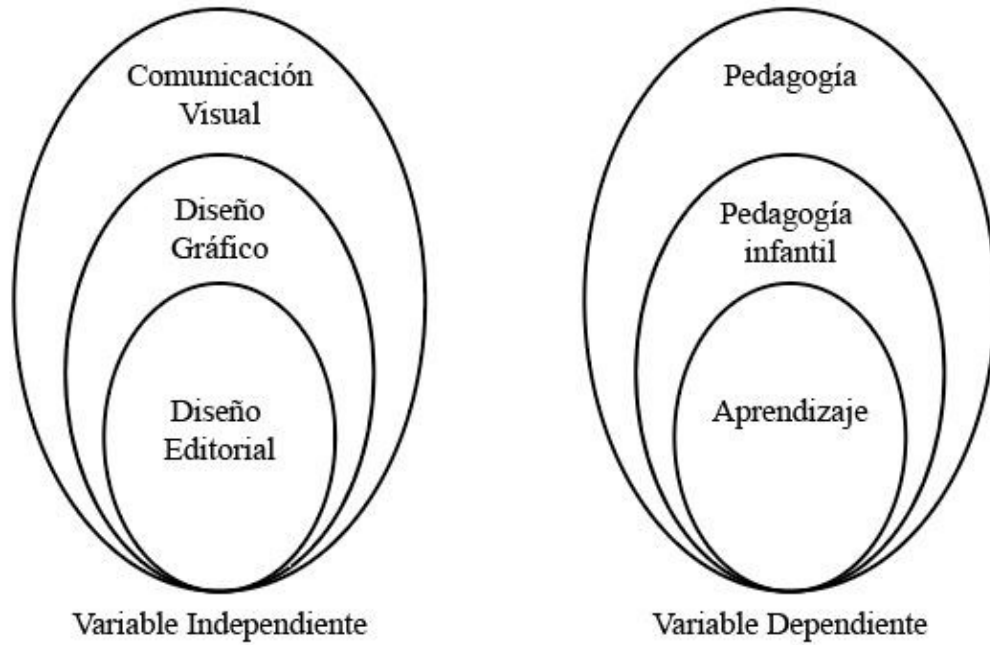 Comunicación
Visual
Diseño
Gráfico
Diseño
Editorial
Variable Independiente
Pedagogía
Pedagogía
infantil
Aprendizaje
Variable Dependiente